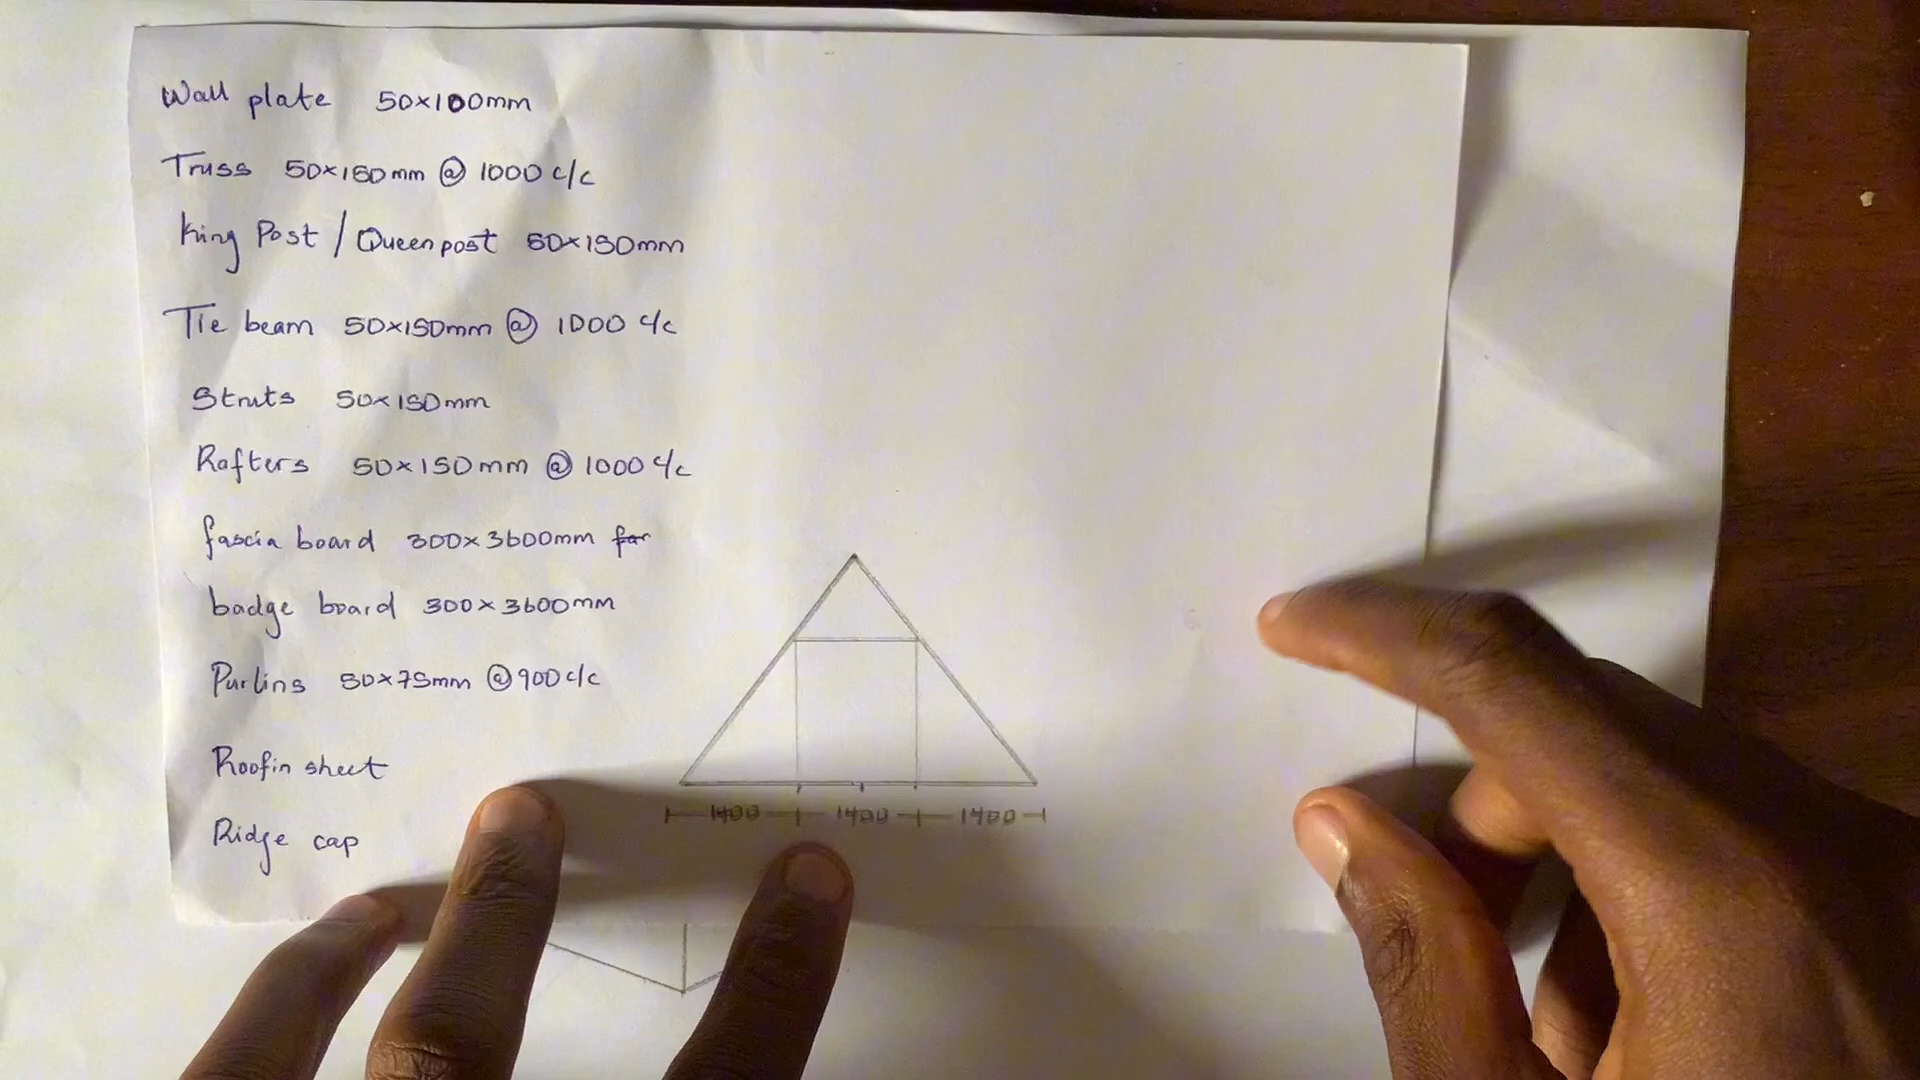 Wall plate 50x100mm
Truss 50x150mm @ 1000 c/c
King Post / Queen post 50x150mm
Tie beam 50x150mm @ 1000 c/c
Struts 50x150mm
Rafters 50x150mm @ 1000 c/c
fascia board 300x3600mm for
badge board 300x3600mm
Purlins 50x75mm @ 900 c/c
Roofin sheet
Ridge cap
1400 1400 1400